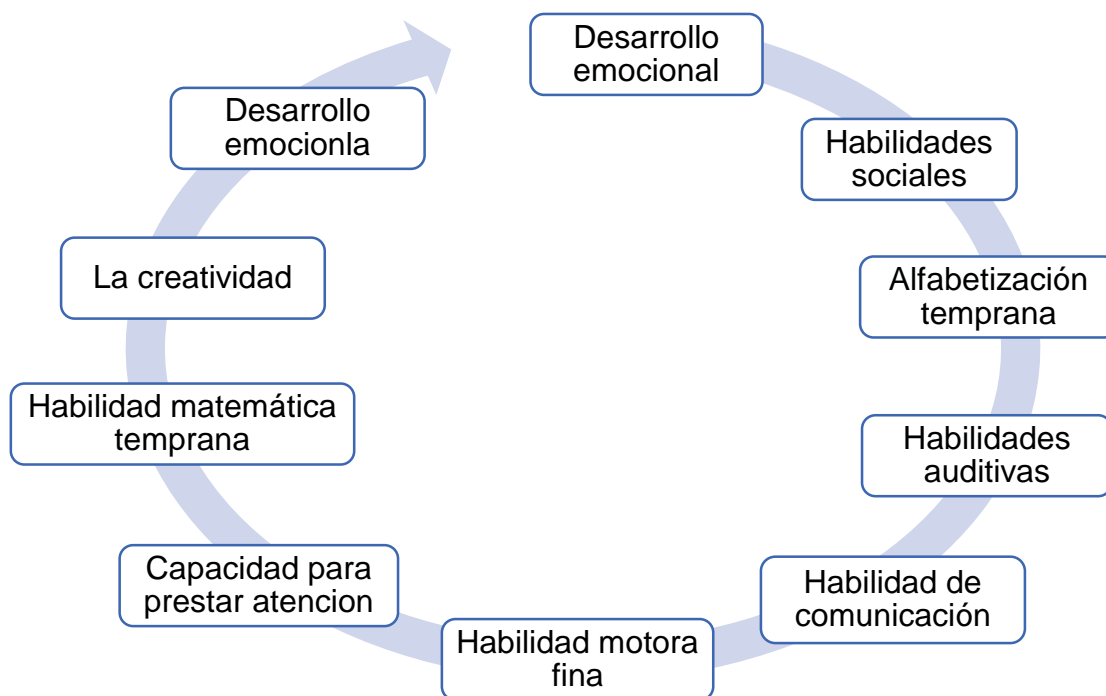 Desarrollo
emocional
Habilidades
sociales
Alfabetización
temprana
Habilidades
auditivas
Habilidad de
comunicación
Habilidad motora
fina
Capacidad para
prestar atencion
Habilidad matemática
temprana
La creatividad
Desarrollo
emocionla